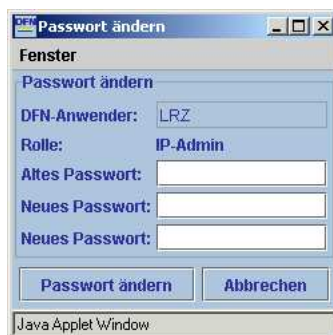 DFN Passwort ändern
Fenster
Passwort ändern
DFN-Anwender: LRZ
Rolle: IP-Admin
Altes Passwort:
Neues Passwort:
Neues Passwort:
Passwort ändern Abbrechen
Java Applet Window